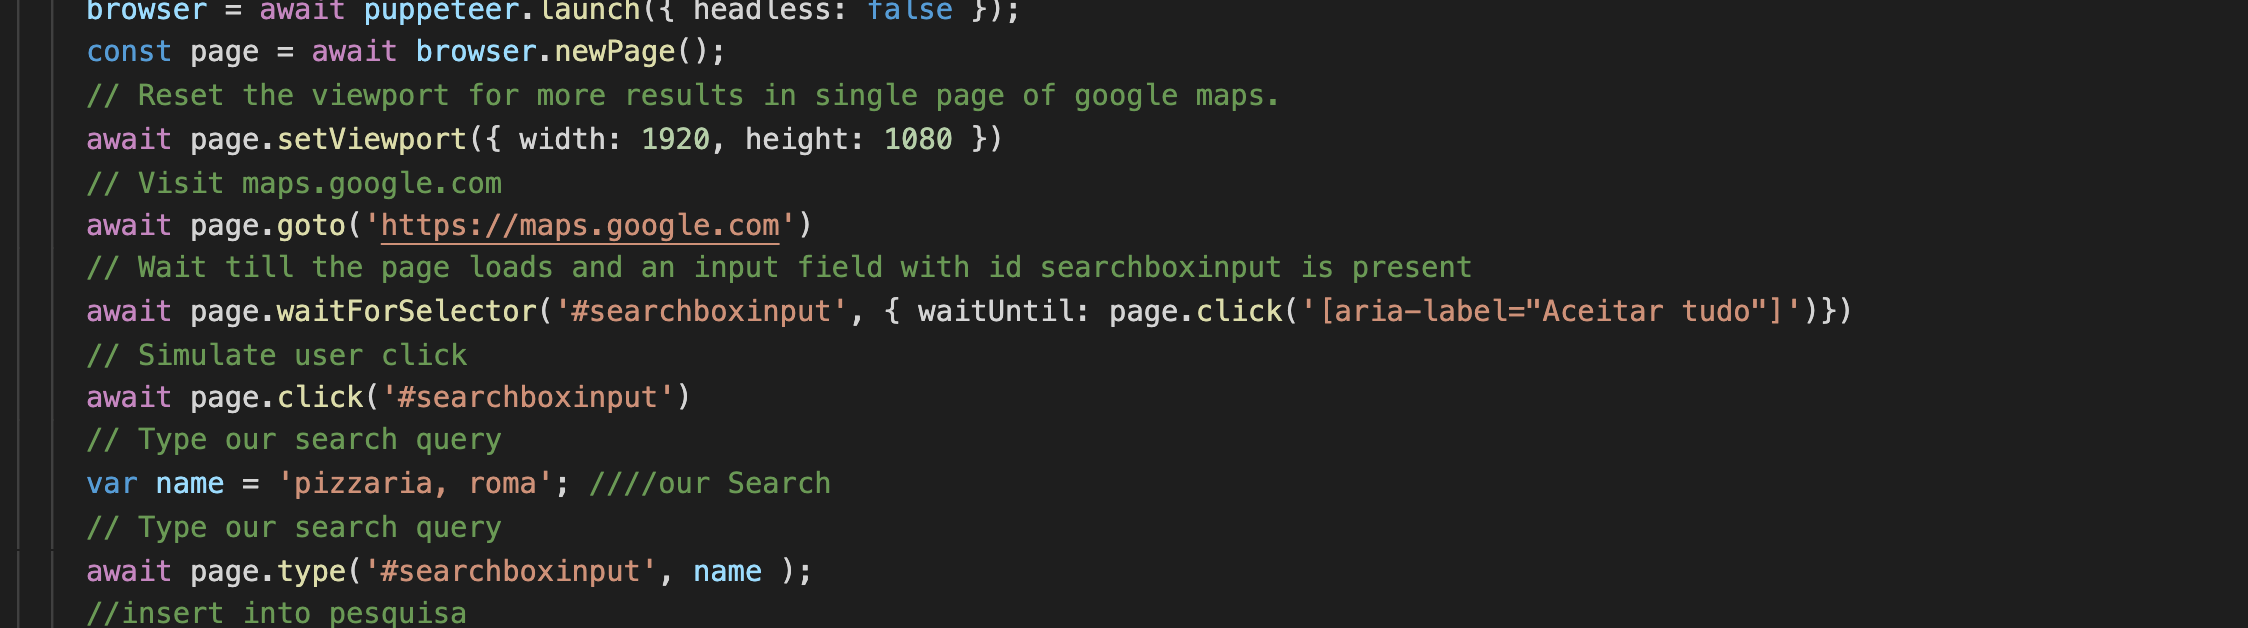 browser = await puppeteer.launch({ headless: false });
const page = await browser.newPage();
// Reset the viewport for more results in single page of google maps.
await page.setViewport({ width: 1920, height: 1080 })
// Visit maps.google.com
await page.goto('https://maps.google.com')
// Wait till the page loads and an input field with id searchboxinput is present
await page.waitForSelector('#searchboxinput', { waitUntil: page.click('[aria-label="Aceitar tudo"]')})
// Simulate user click
await page.click('#searchboxinput')
// Type our search query
var name = 'pizzaria, roma'; ////our Search
// Type our search query
await page.type('#searchboxinput', name );
//insert into pesquisa